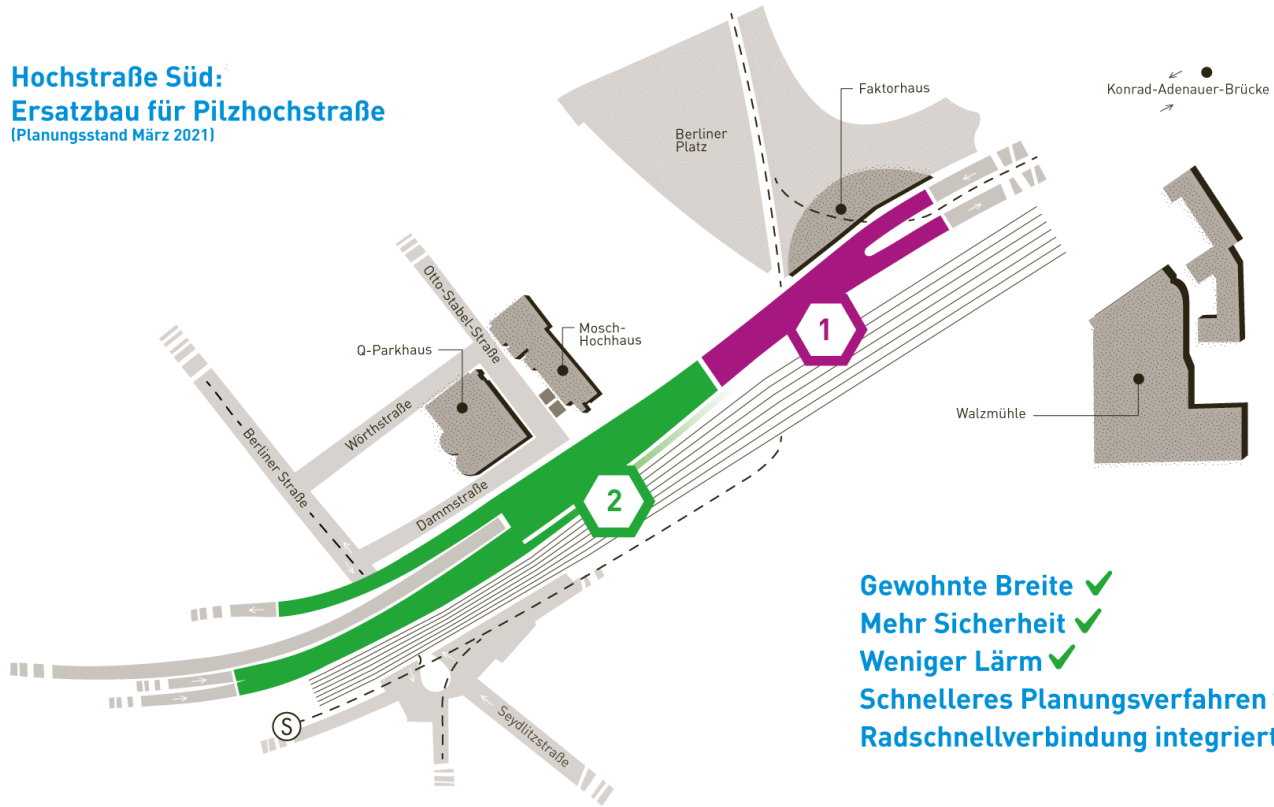 Hochstraße Süd:
Ersatzbau für Pilzhochstraße
(Planungsstand März 2021)
Faktorhaus
Konrad-Adenauer-Brücke
Berliner
Platz
Otto-Stabel-Straße
Mosch-
Hochhaus
Q-Parkhaus
1
Wörthstraße
Walzmühle
Berliner Straße
Dammstraße
2
Gewohnte Breite
Mehr Sicherheit
Weniger Lärm
Schnelleres Planungsverfahren
Radschnellverbindung integriert
S
Seydlitzstraße